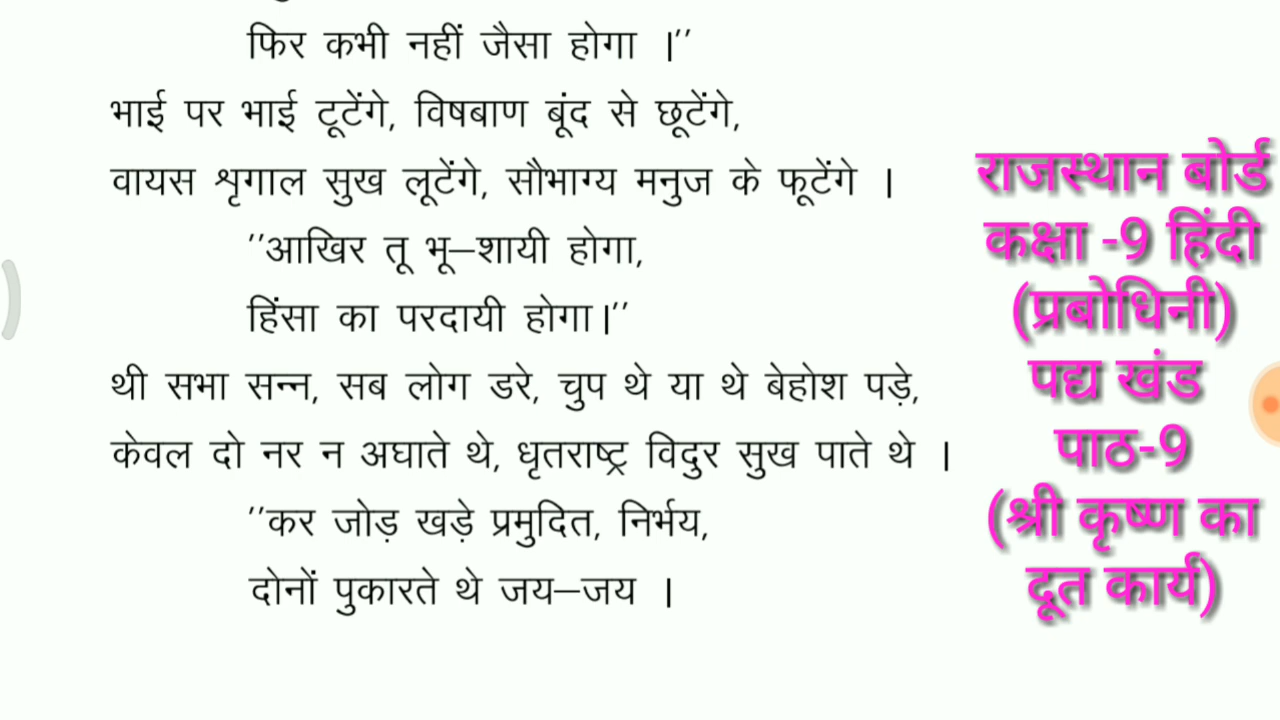 फिर कभी नहीं जैसा होगा ।’’
भाई पर भाई टूटेंगे, विषबाण बूंद से छूटेंगे,
वायस शृगाल सुख लूटेंगे, सौभाग्य मनुज के फूटेंगे ।
’’आखिर तू भू–शायी होगा,
हिंसा का परदायी होगा।’’
थी सभा सन्न, सब लोग डरे, चुप थे या थे बेहोश पड़े,
केवल दो नर न अघाते थे, धृतराष्ट्र विदुर सुख पाते थे ।
’’कर जोड़ खड़े प्रमुदित, निर्भय,
दोनों पुकारते थे जय–जय ।
राजस्थान बोर्ड
कक्षा -9 हिंदी
(प्रबोधिनी)
पद्य खंड
पाठ-9
(श्री कृष्ण का
दूत कार्य)